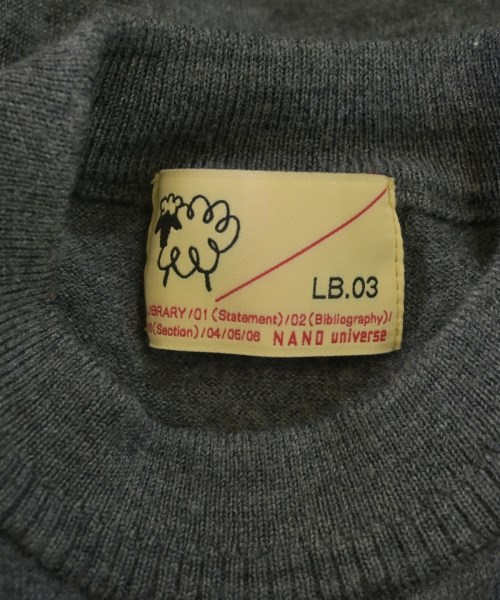 LB.03
LIBRARY/01(Statement)/02(Bibliography)/
(Section)/04/05/06 NANO universe